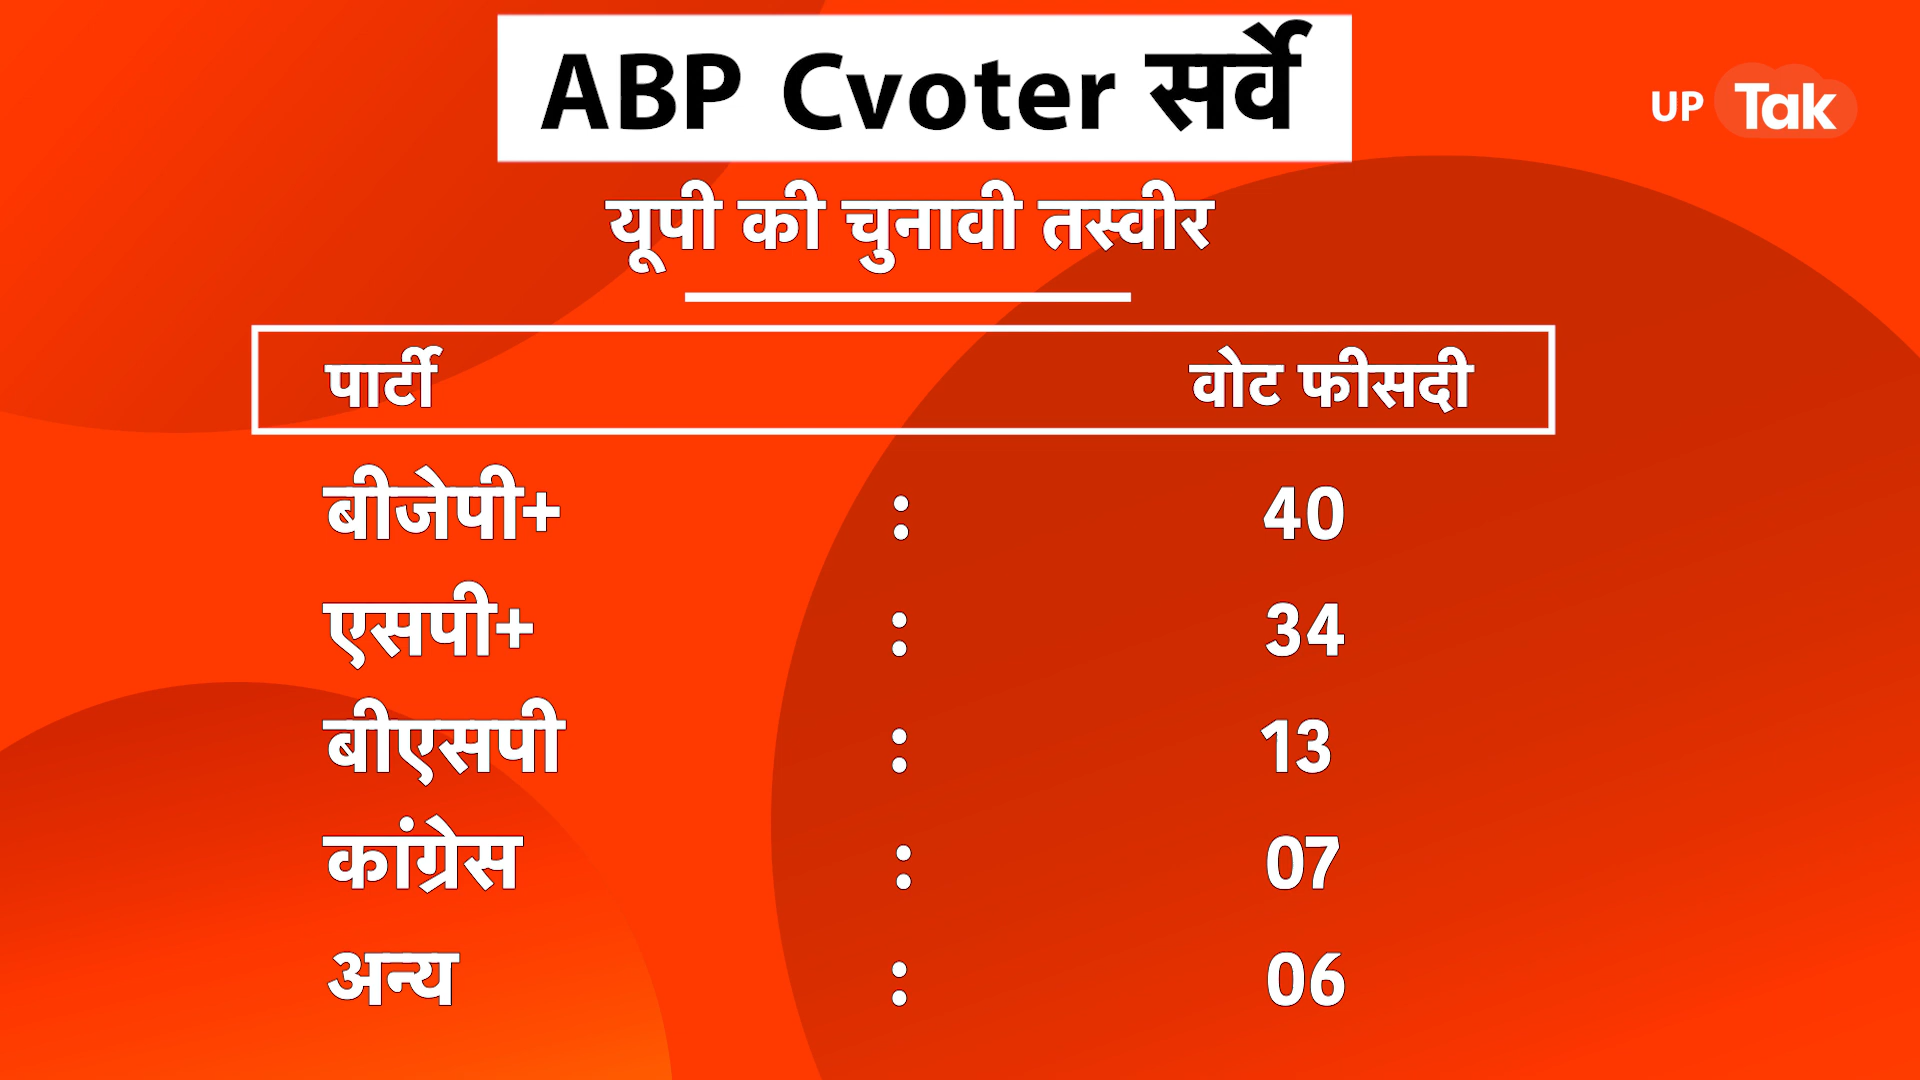 ABP Cvoter सर्वे
UP Tak
यूपी की चुनावी तस्वीर
पार्टी वोट फीसदी
बीजेपी+ : 40
एसपी+ : 34
बीएसपी : 13
कांग्रेस : 07
अन्य : 06